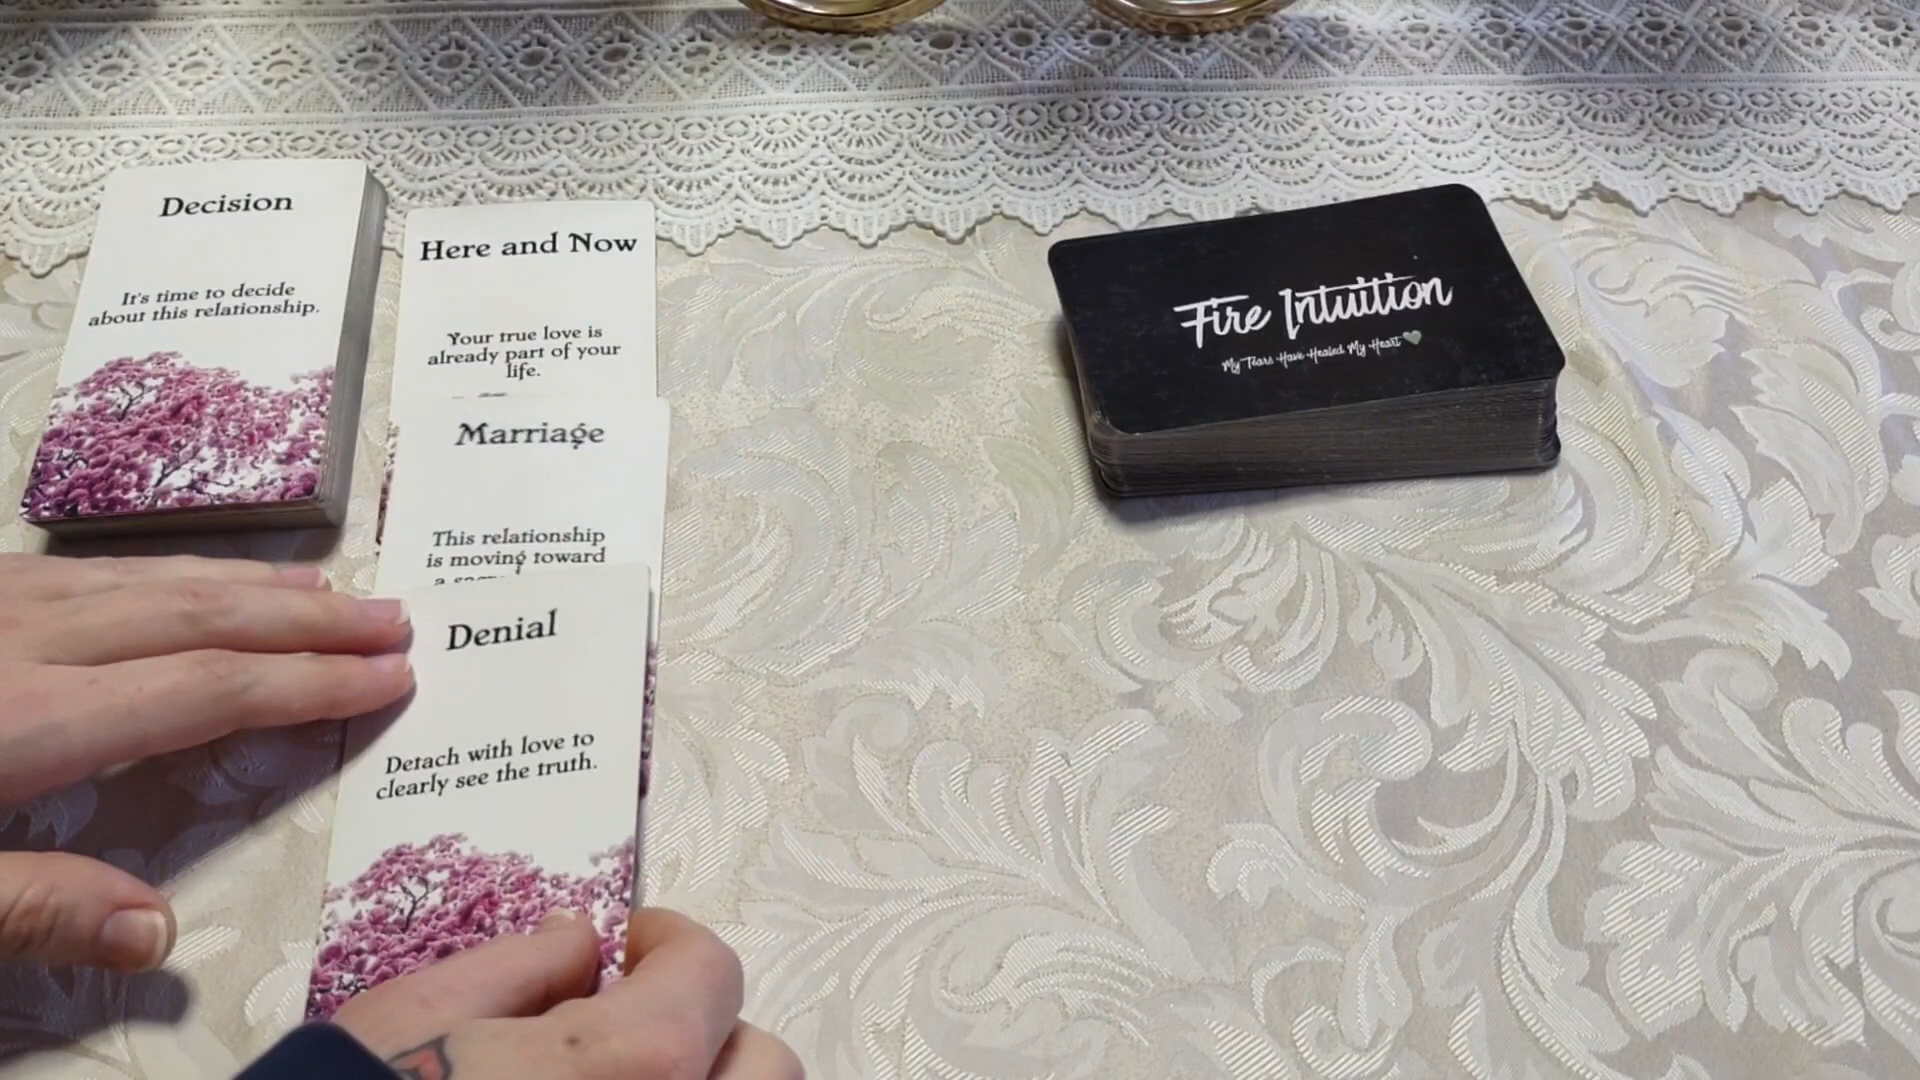 Decision
It's time to decide
about this relationship.
Here and Now
Your true love is
already part of your
life.
Marriage
This relationship
is moving toward
a
Denial
Detach with love to
clearly see the truth.
Fire Intuition
My Tears Have Healed My Heart